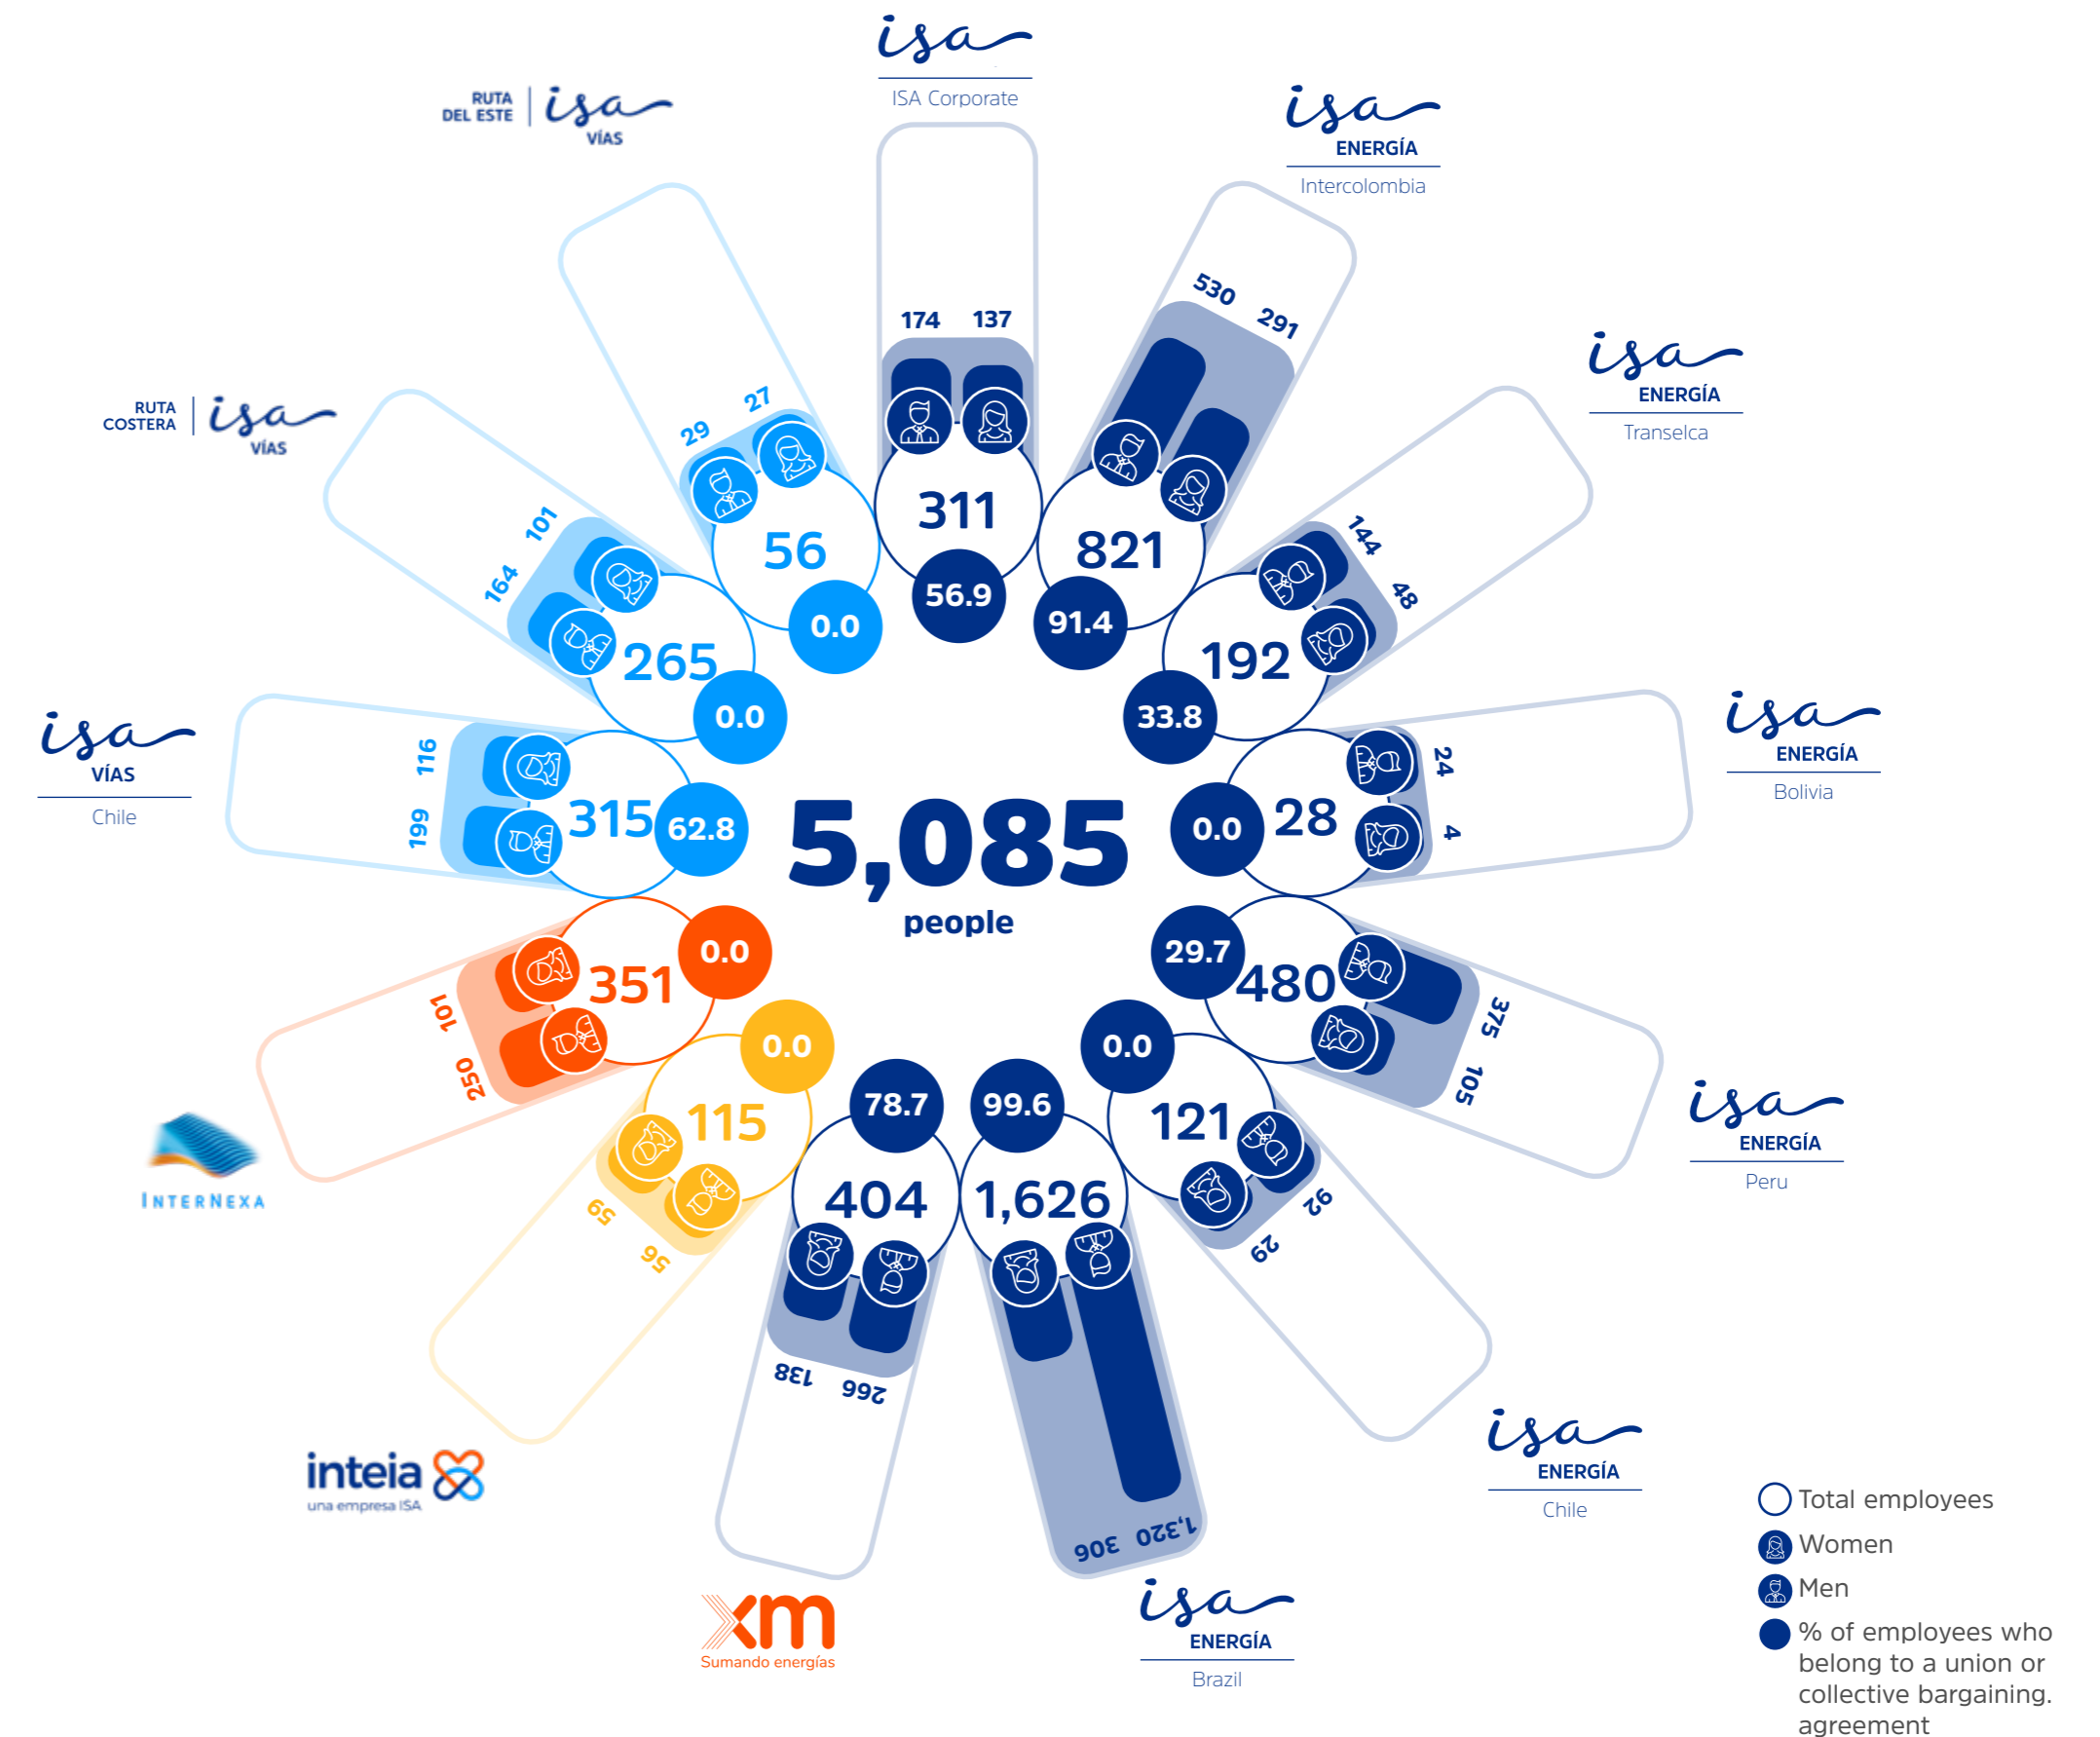 isa
ISA Corporate
174 137
311
56.9
isa
ENERGÍA
Intercolombia
530 291
821
91.4
isa
ENERGÍA
Transelca
144 48
192
33.8
isa
ENERGÍA
Bolivia
24 4
28
0.0
isa
ENERGÍA
Peru
375 105
480
29.7
isa
ENERGÍA
Chile
92 29
121
0.0
isa
ENERGÍA
Brazil
1,320 306
1,626
99.6
xm
Sumando energías
266 138
404
78.7
inteia
una empresa ISA
56 59
115
0.0
INTERNEXA
250 101
351
0.0
isa
VÍAS
Chile
199 116
315
62.8
RUTA
COSTERA
isa
VÍAS
164 101
265
0.0
RUTA
DEL ESTE
isa
VÍAS
29 27
56
0.0
5,085
people
Total employees
Women
Men
% of employees who
belong to a union or
collective bargaining.
agreement